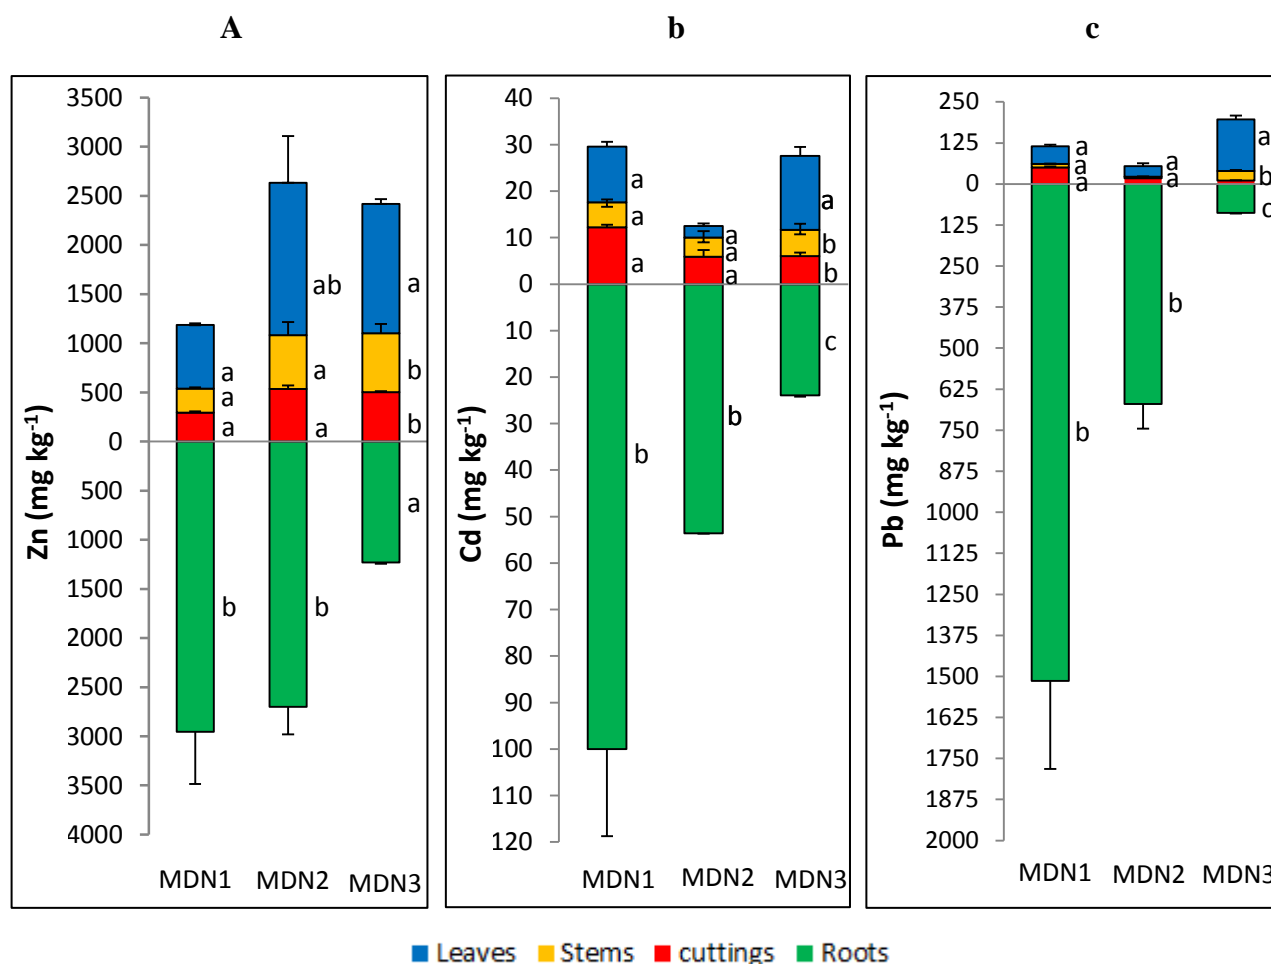 A b c
3500
3000
2500
2000
1500
1000
500
0
500
1000
1500
2000
2500
3000
3500
4000
Zn (mg kg⁻¹)
a
a
a
b
ab
a
a
b
a
b
b
a
MDN1 MDN2 MDN3
40
30
20
10
0
10
20
30
40
50
60
70
80
90
100
110
120
Cd (mg kg⁻¹)
a
a
a
b
a
a
a
b
a
b
b
c
MDN1 MDN2 MDN3
250
125
0
125
250
375
500
625
750
875
1000
1125
1250
1375
1500
1625
1750
1875
2000
Pb (mg kg⁻¹)
a
a
a
b
a
a
b
a
b
c
MDN1 MDN2 MDN3
Leaves Stems cuttings Roots